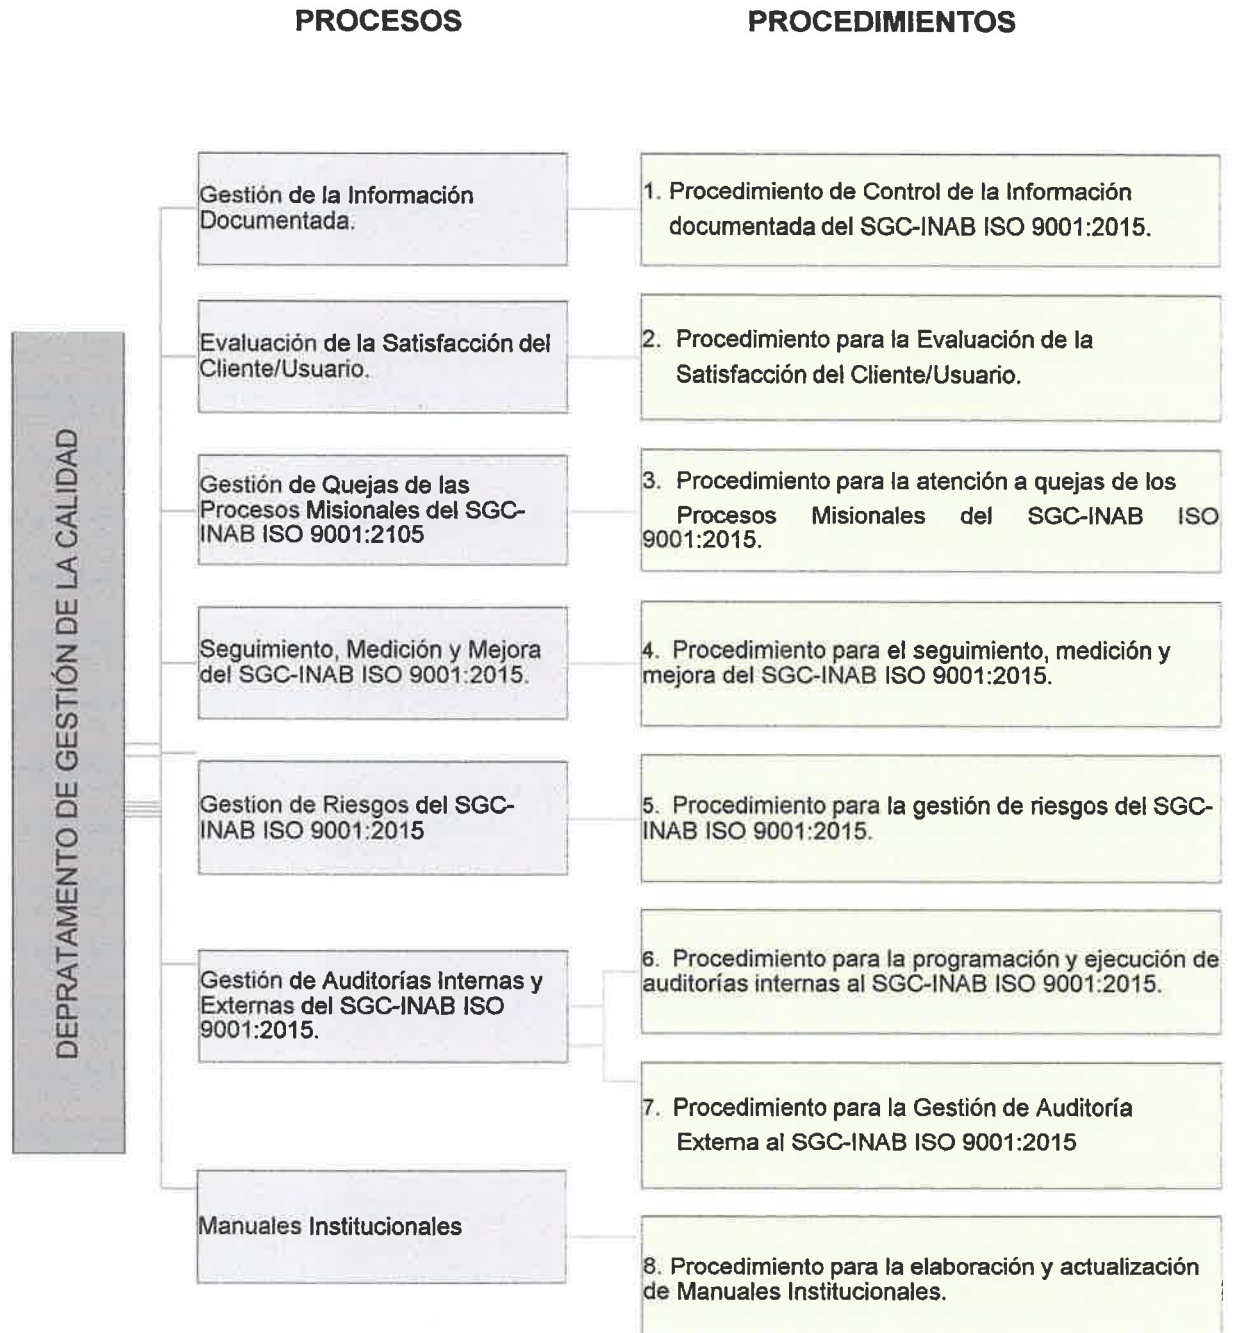 PROCESOS
PROCEDIMIENTOS
DEPRATAMENTO DE GESTIÓN DE LA CALIDAD
Gestión de la Información
Documentada.
1. Procedimiento de Control de la Información
documentada del SGC-INAB ISO 9001:2015.
Evaluación de la Satisfacción del
Cliente/Usuario.
2. Procedimiento para la Evaluación de la
Satisfacción del Cliente/Usuario.
Gestión de Quejas de las
Procesos Misionales del SGC-
INAB ISO 9001:2105
3. Procedimiento para la atención a quejas de los
Procesos Misionales del SGC-INAB ISO
9001:2015.
Seguimiento, Medición y Mejora
del SGC-INAB ISO 9001:2015.
4. Procedimiento para el seguimiento, medición y
mejora del SGC-INAB ISO 9001:2015.
Gestion de Riesgos del SGC-
INAB ISO 9001:2015
5. Procedimiento para la gestión de riesgos del SGC-
INAB ISO 9001:2015.
Gestión de Auditorías Internas y
Externas del SGC-INAB ISO
9001:2015.
6. Procedimiento para la programación y ejecución de
auditorías internas al SGC-INAB ISO 9001:2015.
7. Procedimiento para la Gestión de Auditoría
Externa al SGC-INAB ISO 9001:2015
Manuales Institucionales
8. Procedimiento para la elaboración y actualización
de Manuales Institucionales.